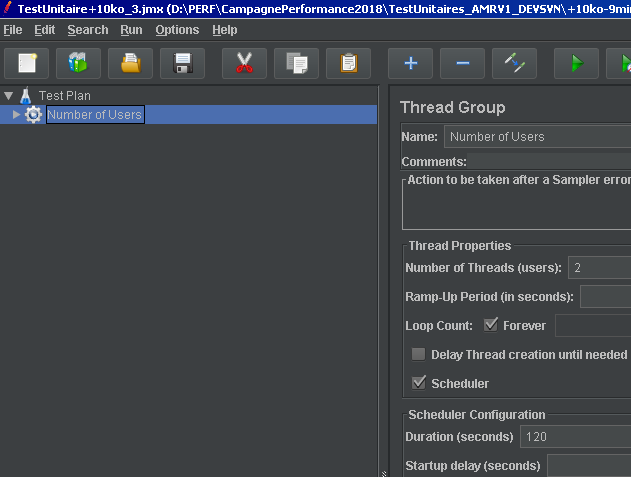 TestUnitaire+10ko_3.jmx (D:\PERF\CampagnePerformance2018\TestUnitaires_AMRV1_DEVSVN\+10ko-9min
File Edit Search Run Options Help
Test Plan
Number of Users
Thread Group
Name: Number of Users
Comments:
Action to be taken after a Sampler error
Thread Properties
Number of Threads (users): 2
Ramp-Up Period (in seconds):
Loop Count: Forever
Delay Thread creation until needed
Scheduler
Scheduler Configuration
Duration (seconds) 120
Startup delay (seconds)